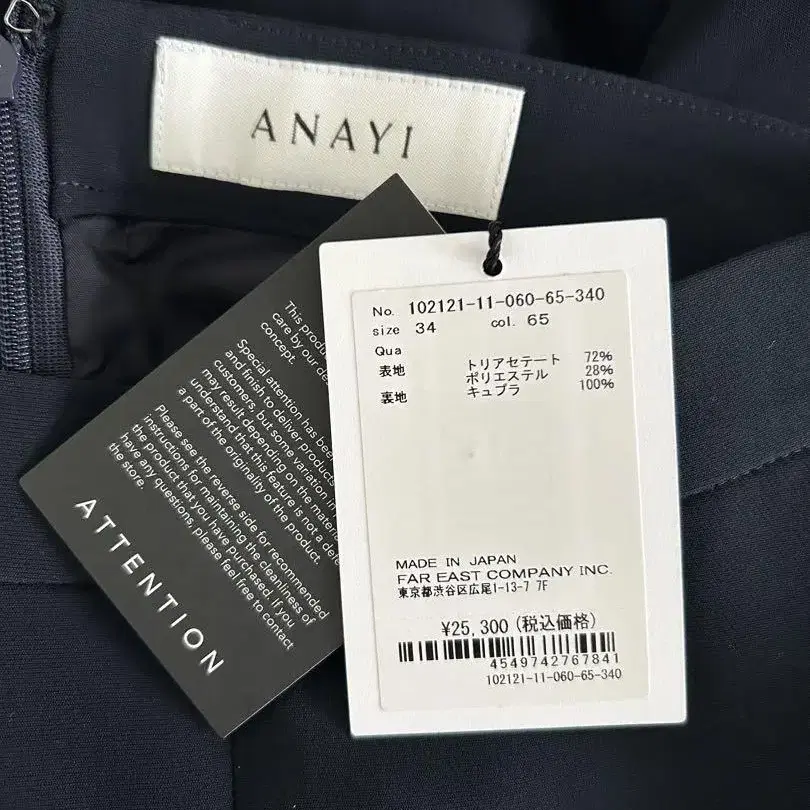 ANAYI
No. 102121-11-060-65-340
size 34 col. 65
Qua
表地 トリアセテート 72%
ポリエステル 28%
裏地 キュプラ 100%
MADE IN JAPAN
FAR EAST COMPANY INC.
東京都渋谷区広尾1-13-7 7F
¥25,300(税込価格)
4549742767841
102121-11-060-65-340
ATTENTION
This
care by our
concept.
Special attention has
and finish to deliver products
customers, but some variation
may result depending on the
understand that this feature is not a
a part of the originality of the product.
Please see the reverse side for recommended
instructions for maintaining the cleanliness of
the product that you have purchased. If you
have any questions, please feel free to contact
the store.